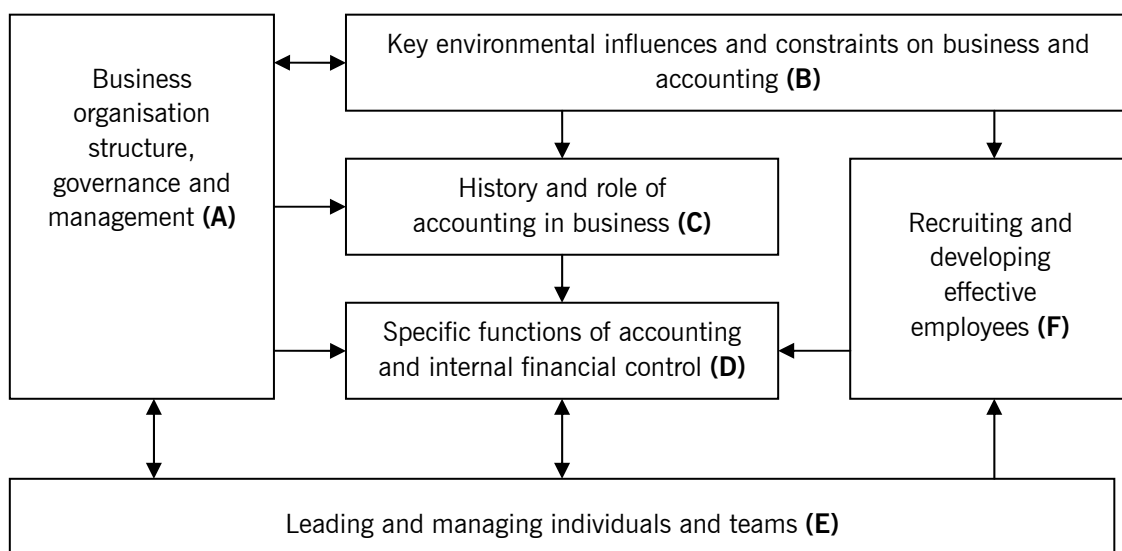 Business
organisation
structure,
governance and
management (A)
Key environmental influences and constraints on business and
accounting (B)
History and role of
accounting in business (C)
Specific functions of accounting
and internal financial control (D)
Recruiting and
developing
effective
employees (F)
Leading and managing individuals and teams (E)